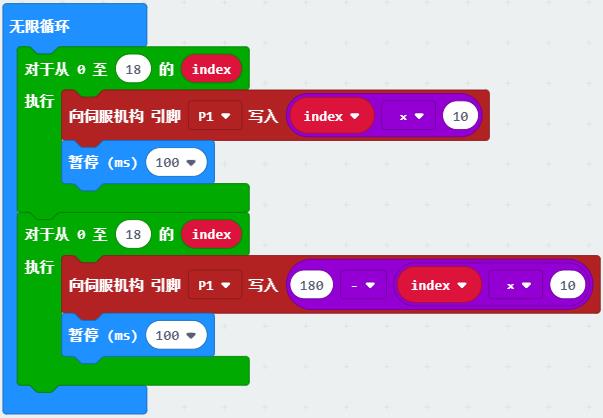 无限循环
对于从 0 至 18 的 index
执行
向伺服机构 引脚 P1 写入 index × 10
暂停 (ms) 100
对于从 0 至 18 的 index
执行
向伺服机构 引脚 P1 写入 180 - index × 10
暂停 (ms) 100